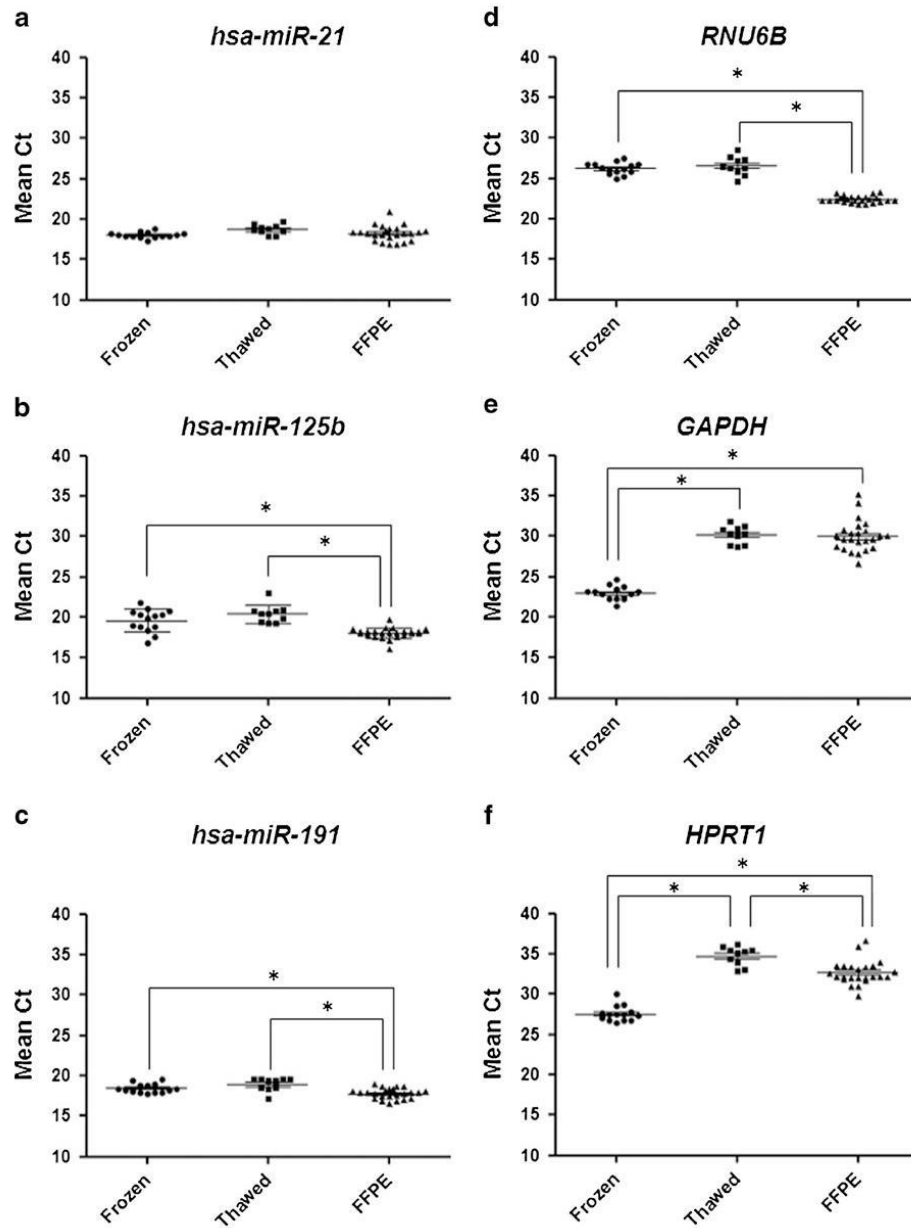 a
hsa-miR-21
Mean Ct
40
35
30
25
20
15
10
Frozen
Thawed
FFPE
b
hsa-miR-125b
Mean Ct
40
35
30
25
20
15
10
*
*
Frozen
Thawed
FFPE
c
hsa-miR-191
Mean Ct
40
35
30
25
20
15
10
*
*
Frozen
Thawed
FFPE
d
RNU6B
Mean Ct
40
35
30
25
20
15
10
*
*
Frozen
Thawed
FFPE
e
GAPDH
Mean Ct
40
35
30
25
20
15
10
*
*
Frozen
Thawed
FFPE
f
HPRT1
Mean Ct
40
35
30
25
20
15
10
*
*
*
Frozen
Thawed
FFPE